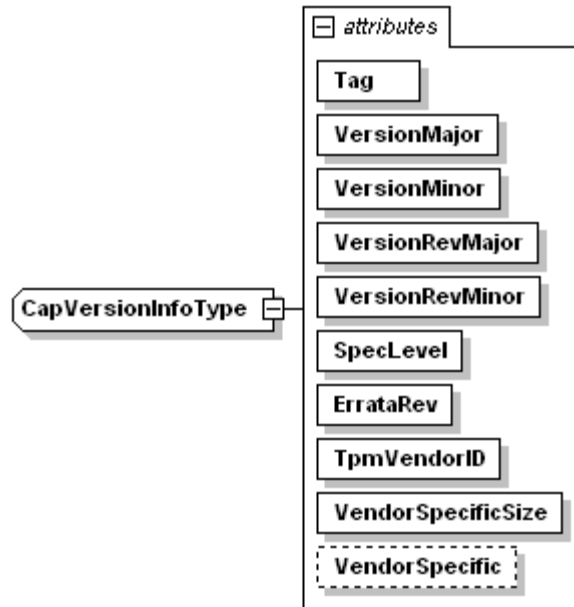 attributes
Tag
VersionMajor
VersionMinor
VersionRevMajor
VersionRevMinor
CapVersionInfoType
SpecLevel
ErrataRev
TpmVendorID
VendorSpecificSize
VendorSpecific